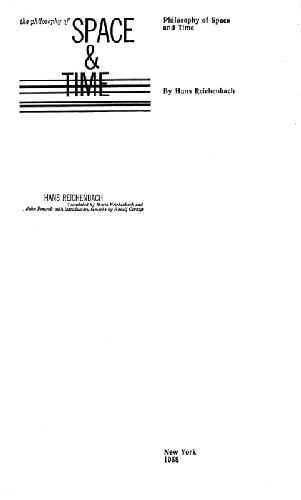 the philosophy of
SPACE
&
TIME
HANS REICHENBACH
Translated by Maria Reichenbach and
John Freund: with introductory remarks by Rudolf Carnap
Philosophy of Space
and Time
By Hans Reichenbach
New York